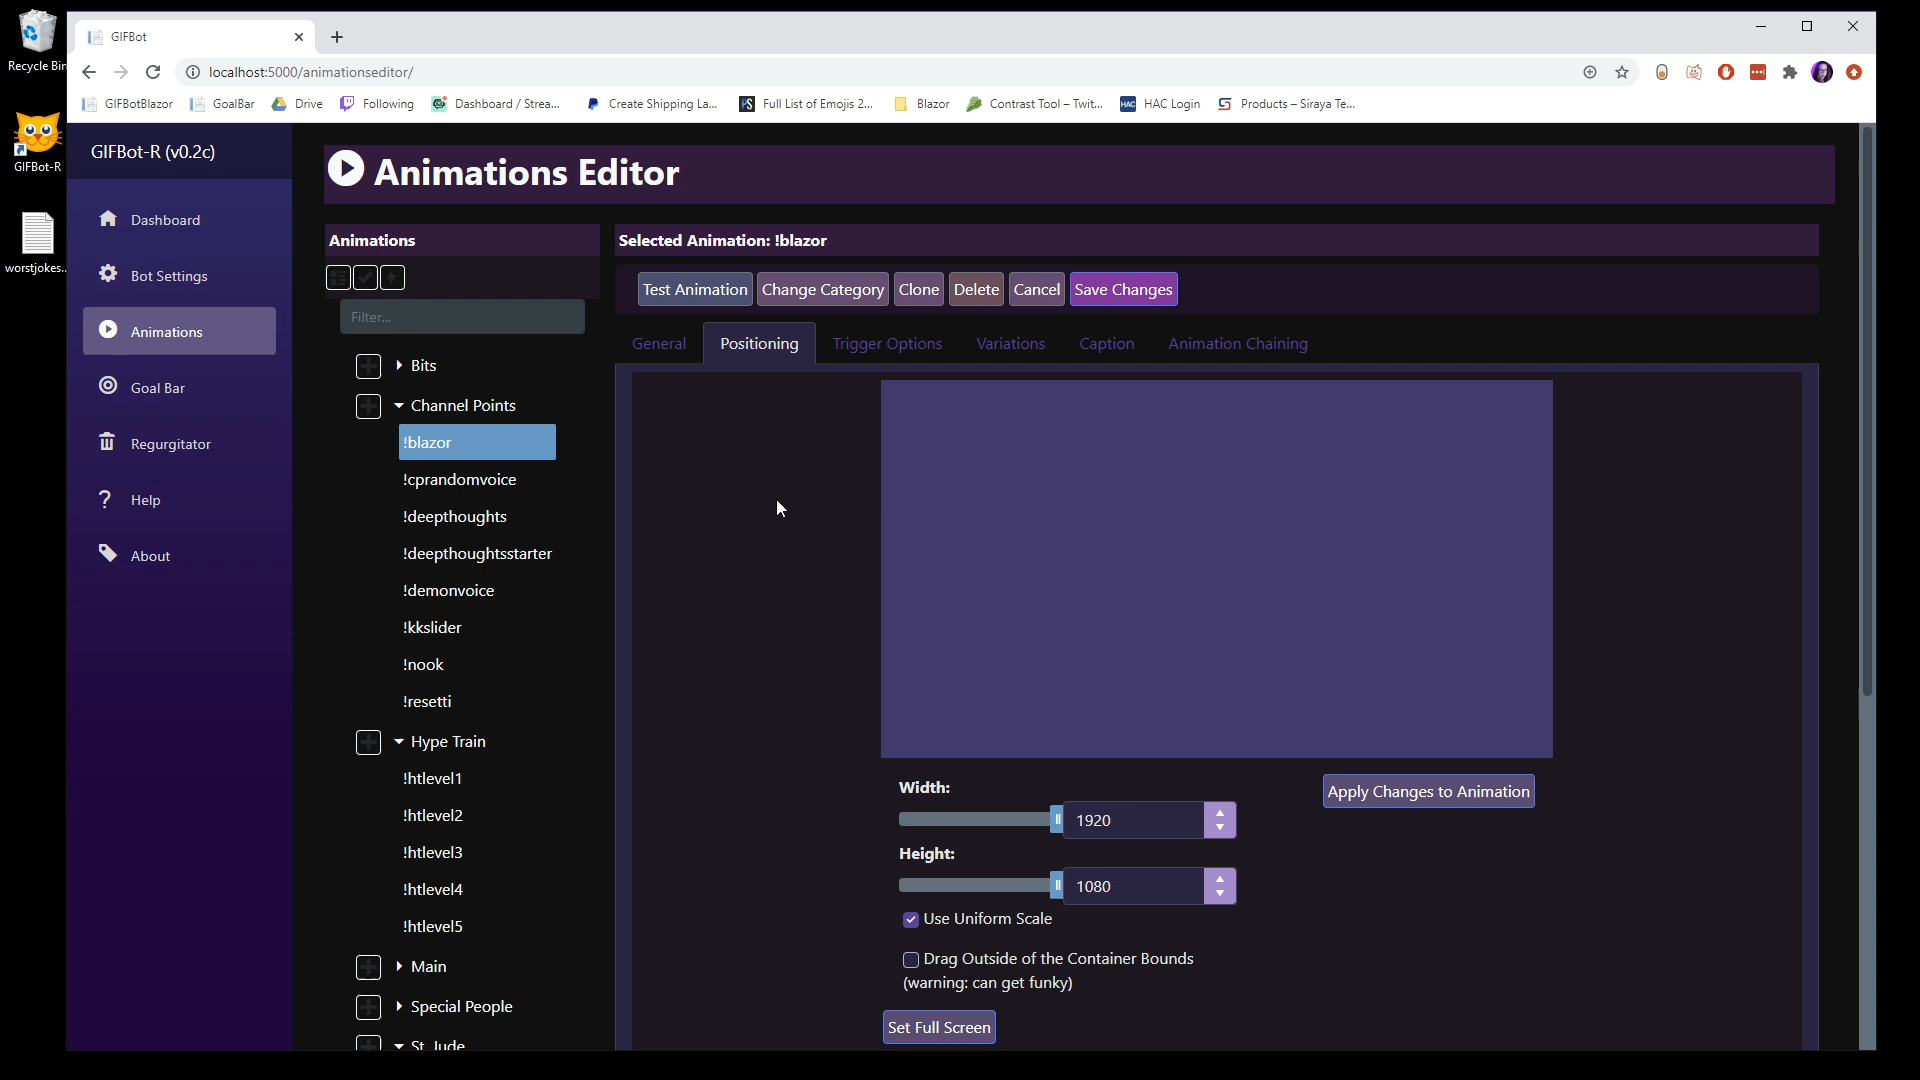 Recycle Bin
GIFBot-R
worstjokes...
GIFBot
localhost:5000/animationseditor/
GIFBotBlazor
GoalBar
Drive
Following
Dashboard / Strea...
Create Shipping La...
Full List of Emojis 2...
Blazor
Contrast Tool – Twit...
HAC Login
Products – Siraya Te...
GIFBot-R (v0.2c)
Dashboard
Bot Settings
Animations
Goal Bar
Regurgitator
Help
About
Animations Editor
Animations
Filter...
Bits
Channel Points
!blazor
!cprandomvoice
!deepthoughts
!deepthoughtsstarter
!demonvoice
!kkslider
!nook
!resetti
Hype Train
!htlevel1
!htlevel2
!htlevel3
!htlevel4
!htlevel5
Main
Special People
St. Jude
Selected Animation: !blazor
Test Animation
Change Category
Clone
Delete
Cancel
Save Changes
General
Positioning
Trigger Options
Variations
Caption
Animation Chaining
Width:
1920
Height:
1080
Use Uniform Scale
Drag Outside of the Container Bounds
(warning: can get funky)
Set Full Screen
Apply Changes to Animation